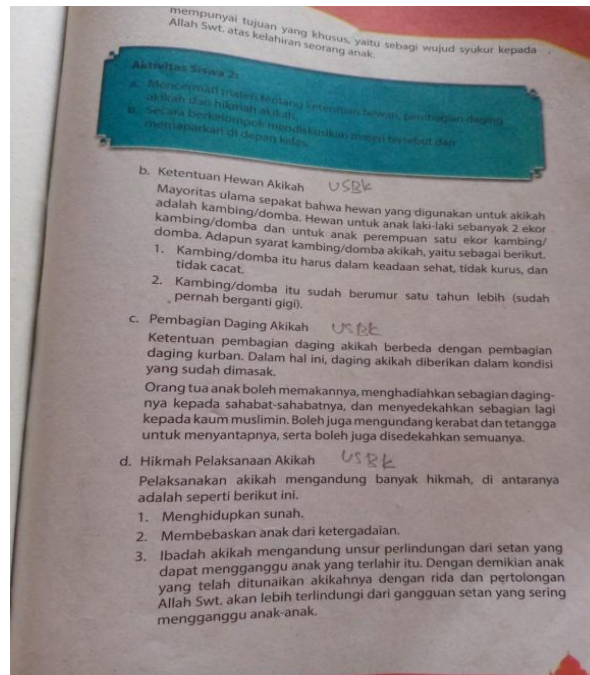 mempunyai tujuan yang khusus, yaitu sebagi wujud syukur kepada
Allah Swt. atas kelahiran seorang anak.
Aktivitas Siswa 2:
a. Mencermati materi tentang ketentuan hewan, pembagian daging
akikah dan hikmah akikah.
b. Secara berkelompok mendiskusikan materi tersebut dan
memaparkan di depan kelas.
b. Ketentuan Hewan Akikah USBK
Mayoritas ulama sepakat bahwa hewan yang digunakan untuk akikah
adalah kambing/domba. Hewan untuk anak laki-laki sebanyak 2 ekor
kambing/domba dan untuk anak perempuan satu ekor kambing/
domba. Adapun syarat kambing/domba akikah, yaitu sebagai berikut.
1. Kambing/domba itu harus dalam keadaan sehat, tidak kurus, dan
tidak cacat.
2. Kambing/domba itu sudah berumur satu tahun lebih (sudah
pernah berganti gigi).
c. Pembagian Daging Akikah USBK
Ketentuan pembagian daging akikah berbeda dengan pembagian
daging kurban. Dalam hal ini, daging akikah diberikan dalam kondisi
yang sudah dimasak.
Orang tua anak boleh memakannya, menghadiahkan sebagian daging-
nya kepada sahabat-sahabatnya, dan menyedekahkan sebagian lagi
kepada kaum muslimin. Boleh juga mengundang kerabat dan tetangga
untuk menyantapnya, serta boleh juga disedekahkan semuanya.
d. Hikmah Pelaksanaan Akikah USBK
Pelaksanakan akikah mengandung banyak hikmah, di antaranya
adalah seperti berikut ini.
1. Menghidupkan sunah.
2. Membebaskan anak dari ketergadaian.
3. Ibadah akikah mengandung unsur perlindungan dari setan yang
dapat mengganggu anak yang terlahir itu. Dengan demikian anak
yang telah ditunaikan akikahnya dengan rida dan pertolongan
Allah Swt. akan lebih terlindungi dari gangguan setan yang sering
mengganggu anak-anak.